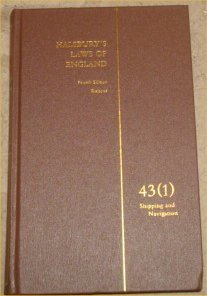 HALSBURY'S
LAWS OF
ENGLAND
Fourth Edition
Reissue
43(1)
Shipping and
Navigation